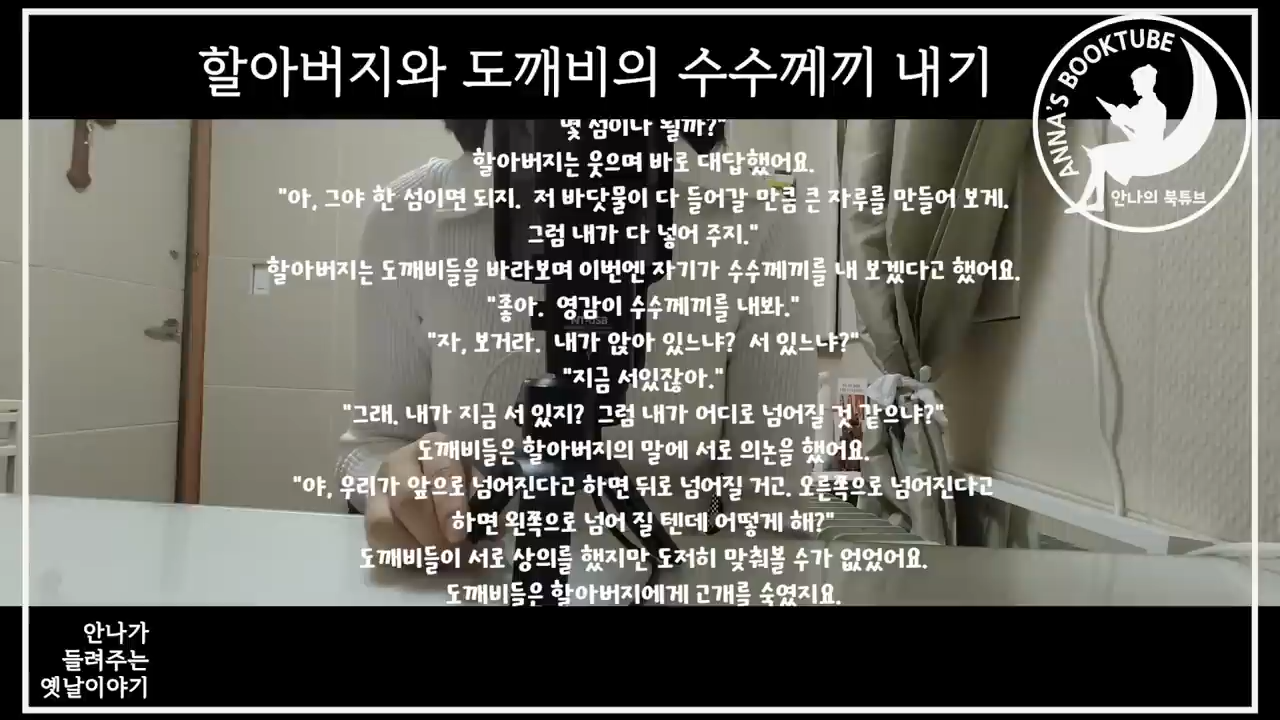 할아버지와 도깨비의 수수께끼 내기
ANNA'S BOOKTUBE
안나의 북튜브
몇 섬이나 될까?"
할아버지는 웃으며 바로 대답했어요.
"아, 그야 한 섬이면 되지. 저 바닷물이 다 들어갈 만큼 큰 자루를 만들어 보게.
그럼 내가 다 넣어 주지."
할아버지는 도깨비들을 바라보며 이번엔 자기가 수수께끼를 내 보겠다고 했어요.
"좋아. 영감이 수수께끼를 내봐."
"자, 보거라. 내가 앉아 있느냐? 서 있느냐?"
"지금 서있잖아."
"그래. 내가 지금 서 있지? 그럼 내가 어디로 넘어질 것 같으냐?"
도깨비들은 할아버지의 말에 서로 의논을 했어요.
"야, 우리가 앞으로 넘어진다고 하면 뒤로 넘어질 거고. 오른쪽으로 넘어진다고
하면 왼쪽으로 넘어 질 텐데 어떻게 해?"
도깨비들이 서로 상의를 했지만 도저히 맞춰볼 수가 없었어요.
도깨비들은 할아버지에게 고개를 숙였지요.
안나가
들려주는
옛날이야기